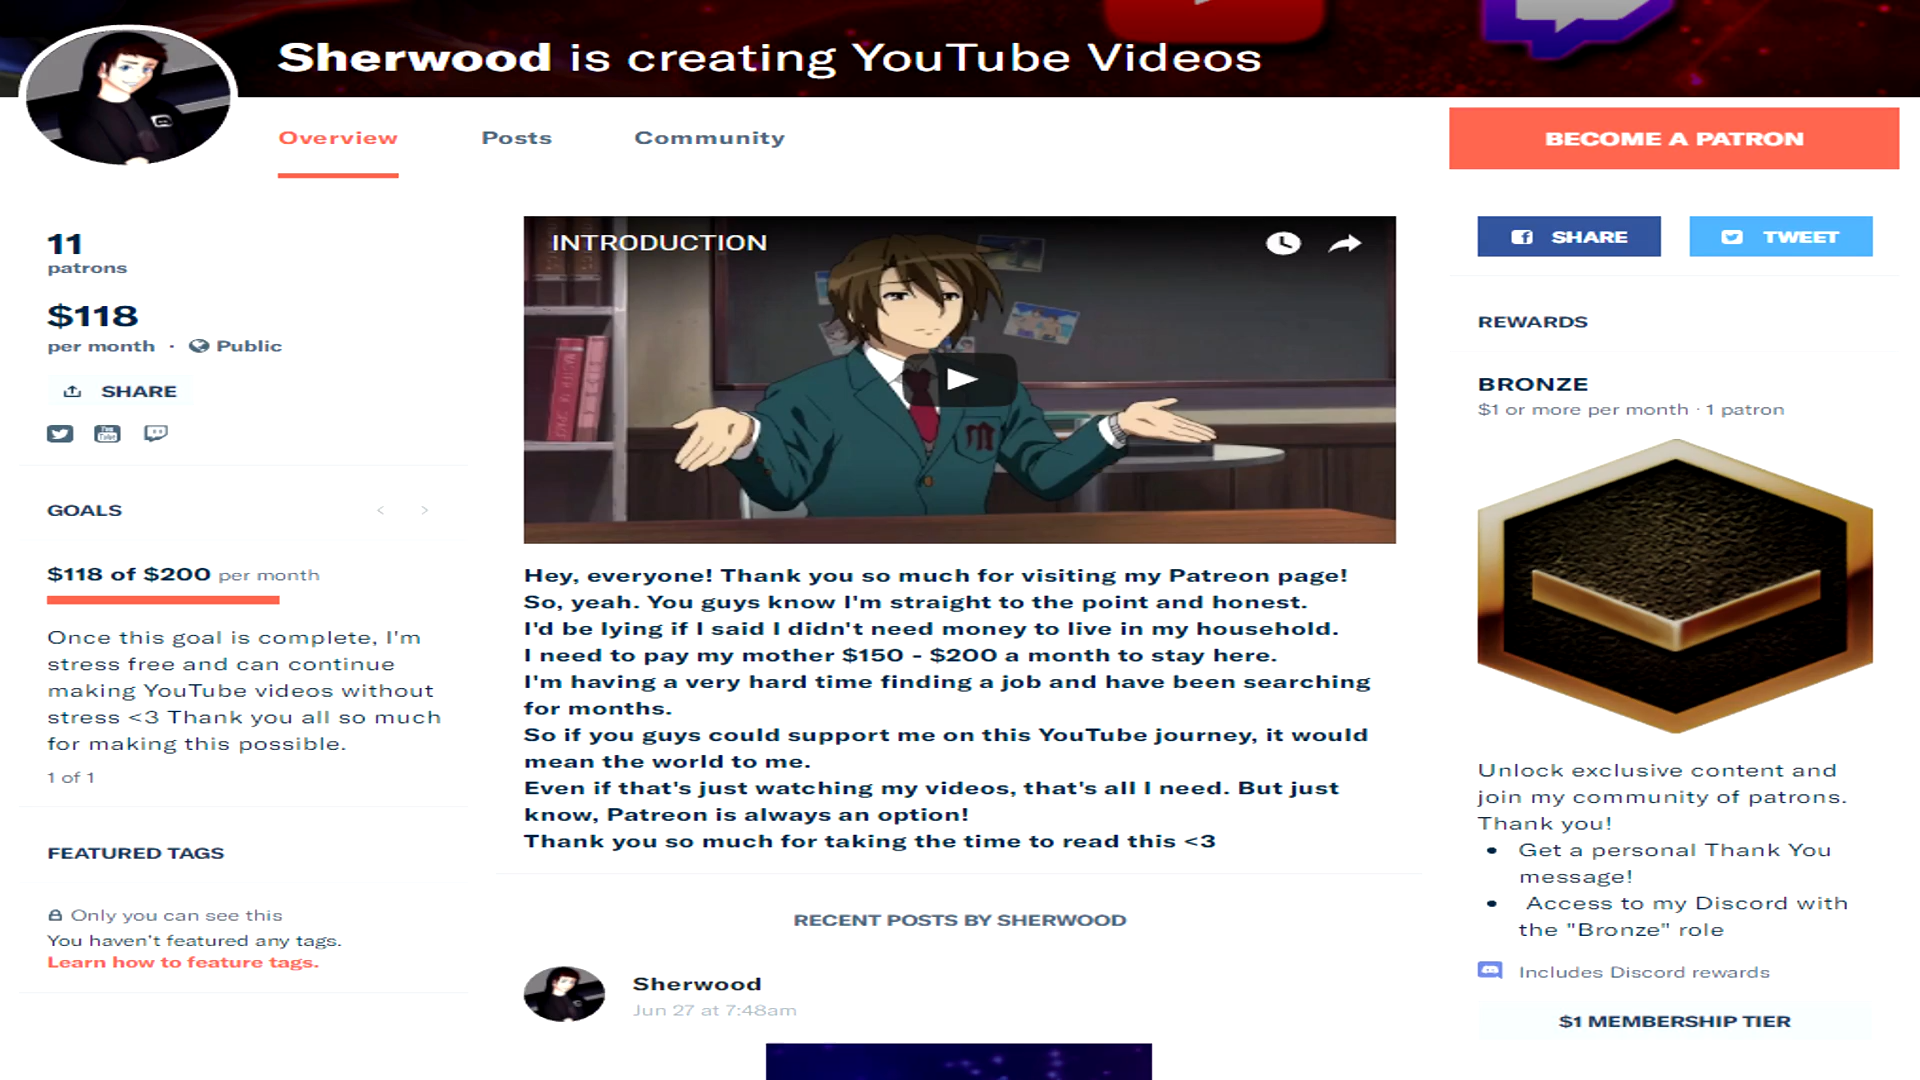 Sherwood is creating YouTube Videos
Overview
Posts
Community
BECOME A PATRON
11
patrons
$118
per month · Public
SHARE
GOALS
< >
$118 of $200 per month
Once this goal is complete, I'm
stress free and can continue
making YouTube videos without
stress <3 Thank you all so much
for making this possible.
1 of 1
FEATURED TAGS
Only you can see this
You haven't featured any tags.
Learn how to feature tags.
INTRODUCTION
Hey, everyone! Thank you so much for visiting my Patreon page!
So, yeah. You guys know I'm straight to the point and honest.
I'd be lying if I said I didn't need money to live in my household.
I need to pay my mother $150 - $200 a month to stay here.
I'm having a very hard time finding a job and have been searching
for months.
So if you guys could support me on this YouTube journey, it would
mean the world to me.
Even if that's just watching my videos, that's all I need. But just
know, Patreon is always an option!
Thank you so much for taking the time to read this <3
RECENT POSTS BY SHERWOOD
Sherwood
Jun 27 at 7:48am
SHARE
TWEET
REWARDS
BRONZE
$1 or more per month · 1 patron
Unlock exclusive content and
join my community of patrons.
Thank you!
• Get a personal Thank You
message!
• Access to my Discord with
the "Bronze" role
Includes Discord rewards
$1 MEMBERSHIP TIER